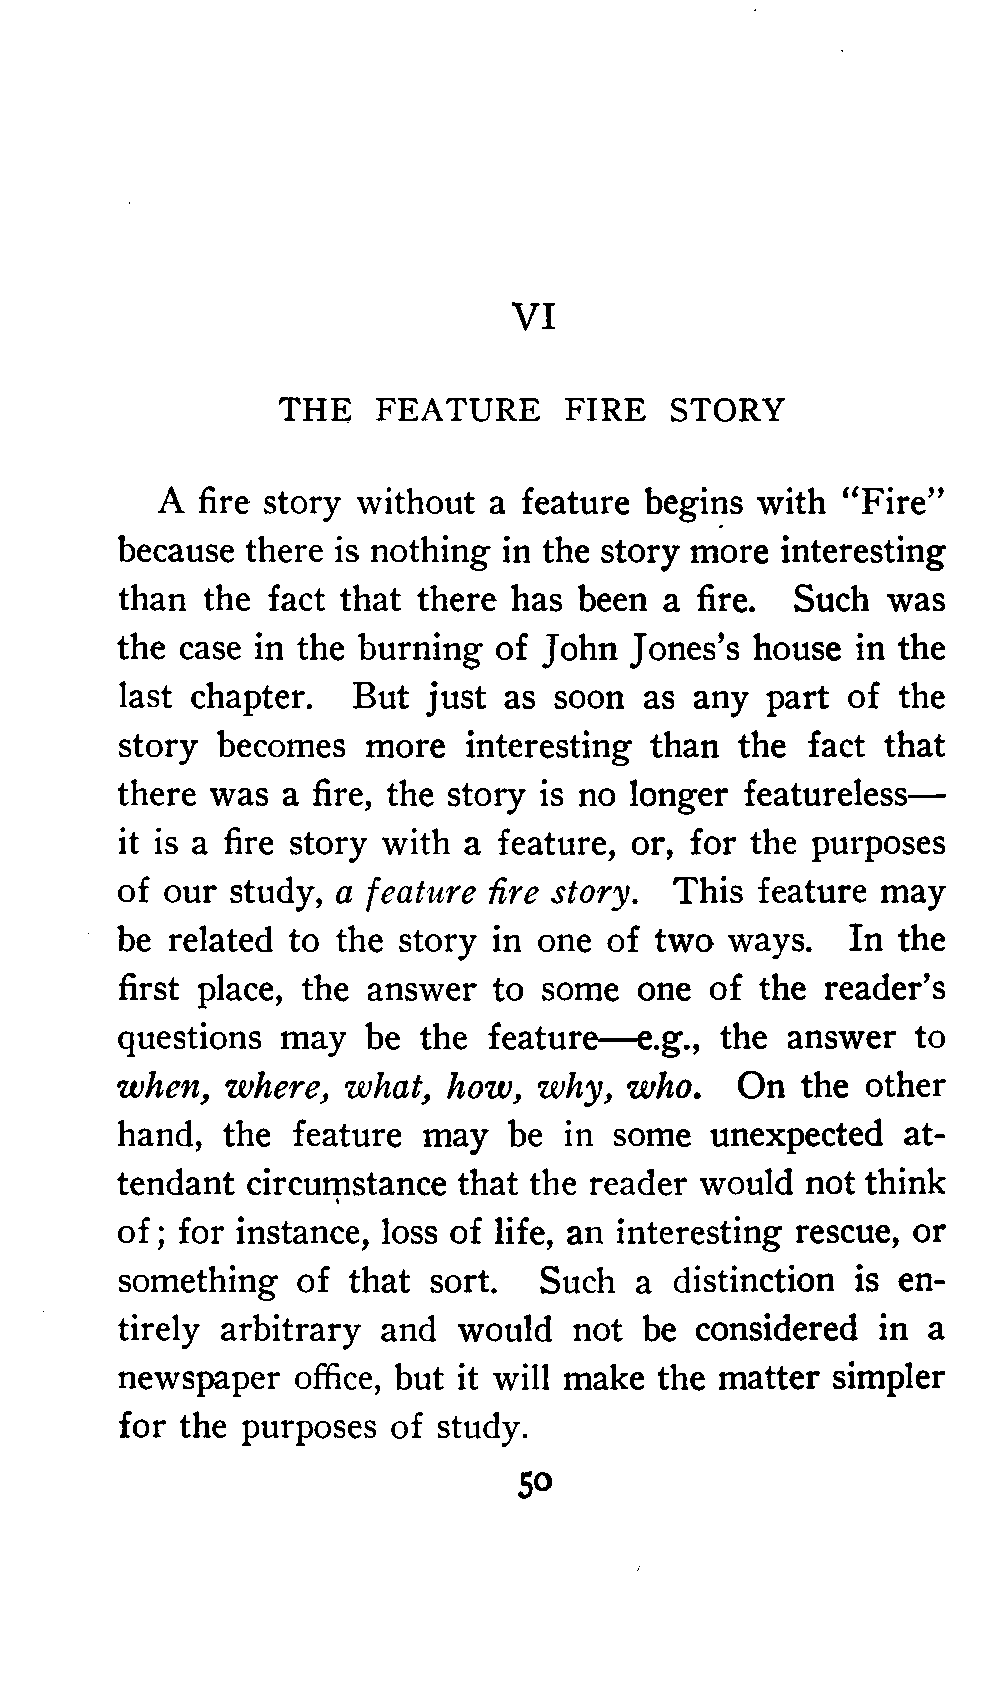 VI
THE FEATURE FIRE STORY
A fire story without a feature begins with “Fire”
because there is nothing in the story more interesting
than the fact that there has been a fire. Such was
the case in the burning of John Jones’s house in the
last chapter. But just as soon as any part of the
story becomes more interesting than the fact that
there was a fire, the story is no longer featureless—
it is a fire story with a feature, or, for the purposes
of our study, a feature fire story. This feature may
be related to the story in one of two ways. In the
first place, the answer to some one of the reader’s
questions may be the feature—e.g., the answer to
when, where, what, how, why, who. On the other
hand, the feature may be in some unexpected at-
tendant circumstance that the reader would not think
of; for instance, loss of life, an interesting rescue, or
something of that sort. Such a distinction is en-
tirely arbitrary and would not be considered in a
newspaper office, but it will make the matter simpler
for the purposes of study.
50